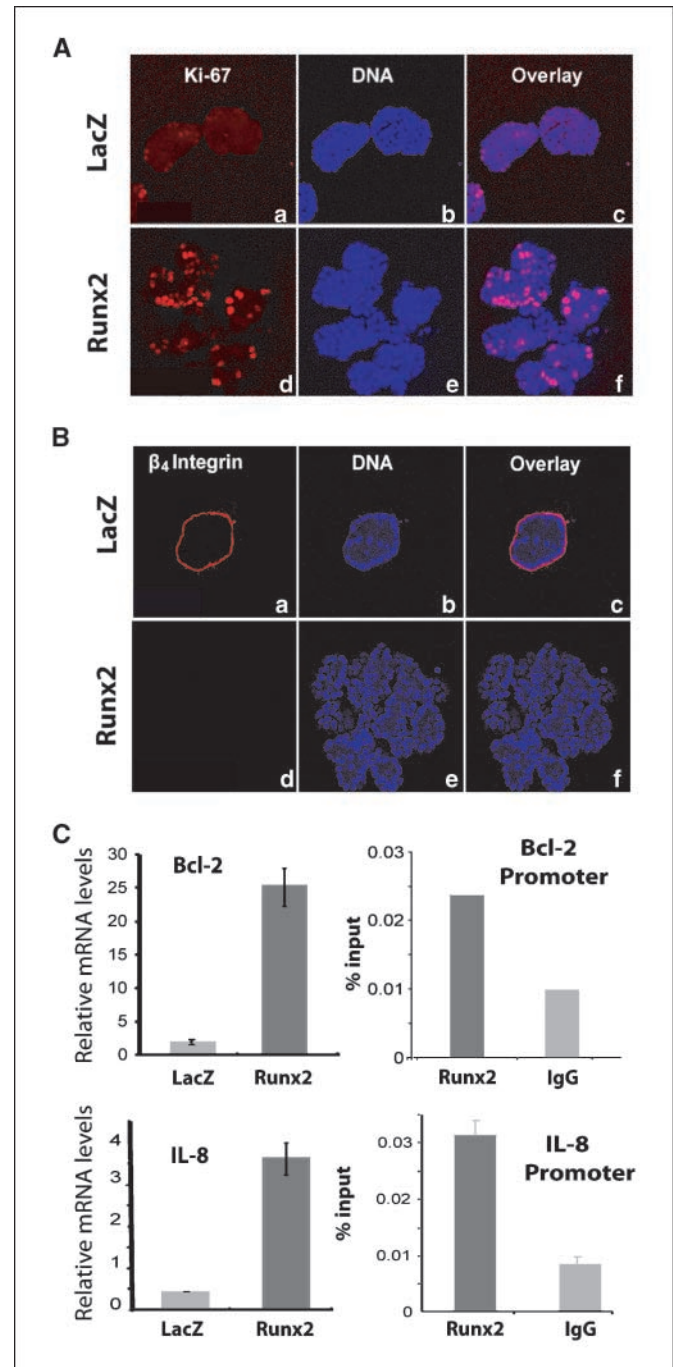 A
Ki-67 DNA Overlay
LacZ
a b c
Runx2
d e f
B
β4 Integrin DNA Overlay
LacZ
a b c
Runx2
d e f
C
Relative mRNA levels
30
25
20
15
10
5
0
Bcl-2
LacZ Runx2
% input
0.03
0.02
0.01
0
Bcl-2
Promoter
Runx2 IgG
Relative mRNA levels
4
3
2
1
0
IL-8
LacZ Runx2
% input
0.03
0.02
0.01
0
IL-8
Promoter
Runx2 IgG